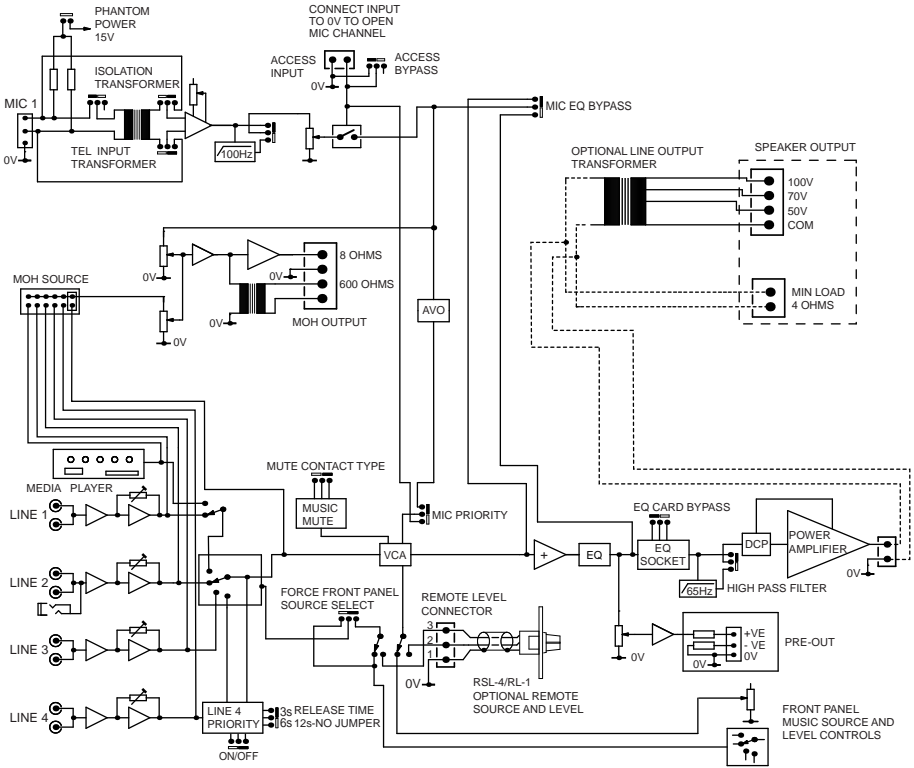 PHANTOM
POWER
15V
CONNECT INPUT
TO 0V TO OPEN
MIC CHANNEL
ISOLATION
TRANSFORMER
ACCESS
INPUT
ACCESS
BYPASS
0V
MIC 1
0V
TEL INPUT
TRANSFORMER
100Hz
MIC EQ BYPASS
OPTIONAL LINE OUTPUT
TRANSFORMER
SPEAKER OUTPUT
100V
70V
50V
COM
MIN LOAD
4 OHMS
MOH SOURCE
0V
8 OHMS
0V
600 OHMS
0V
MOH OUTPUT
AVO
MEDIA PLAYER
LINE 1
LINE 2
LINE 3
LINE 4
MUTE CONTACT TYPE
MUSIC
MUTE
MIC PRIORITY
VCA
+
EQ
EQ CARD BYPASS
EQ
SOCKET
65Hz
DCP
POWER
AMPLIFIER
HIGH PASS FILTER
0V
FORCE FRONT PANEL
SOURCE SELECT
REMOTE LEVEL
CONNECTOR
3
2
1
0V
RSL-4/RL-1
OPTIONAL REMOTE
SOURCE AND LEVEL
0V
+VE
- VE
0V
0V
PRE-OUT
LINE 4
PRIORITY
3s RELEASE TIME
6s 12s-NO JUMPER
ON/OFF
FRONT PANEL
MUSIC SOURCE AND
LEVEL CONTROLS